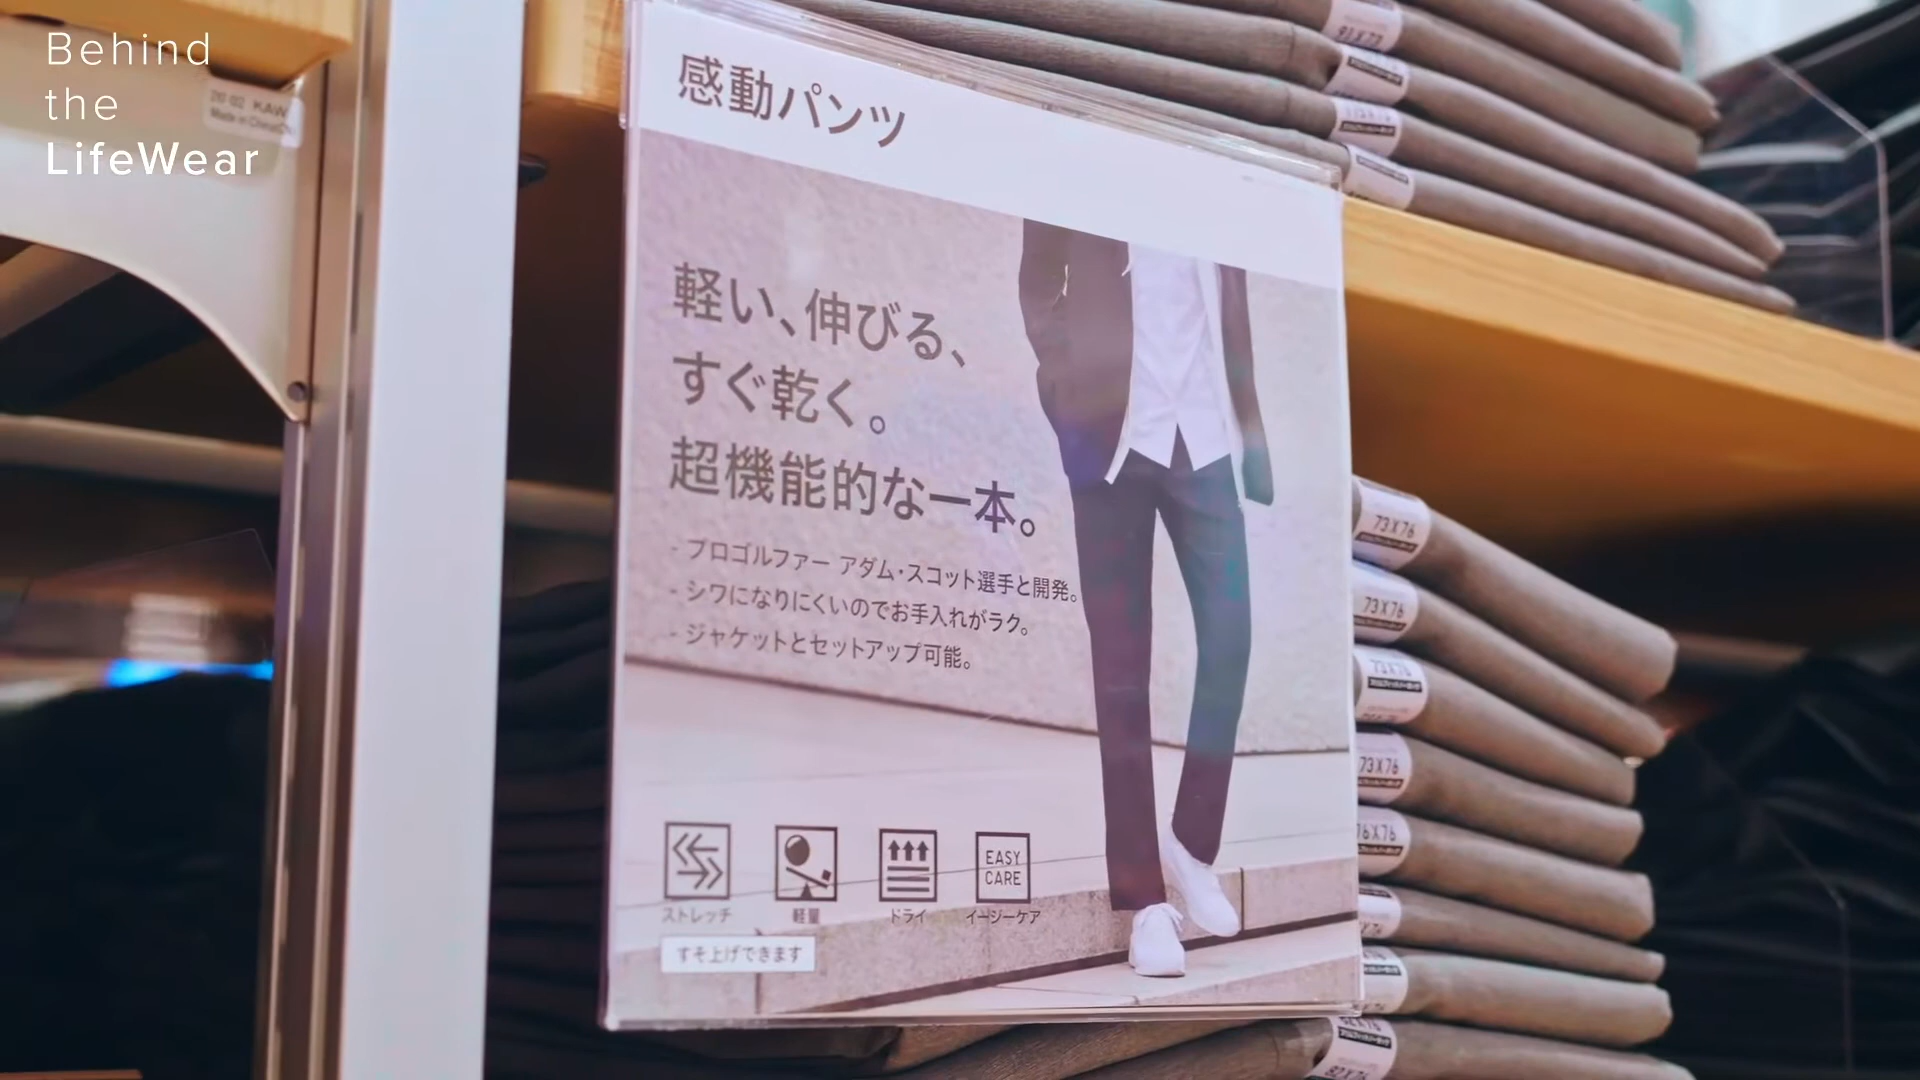 Behind
the
LifeWear
感動パンツ
軽い、伸びる、
すぐ乾く。
超機能的な一本。
- プロゴルファー アダム・スコット選手と開発。
- シワになりにくいのでお手入れがラク。
- ジャケットとセットアップ可能。
EASY
CARE
ストレッチ
軽量
ドライ
イージーケア
すそ上げできます
73X76
73X76
73X76
73X76
76X76
82X76